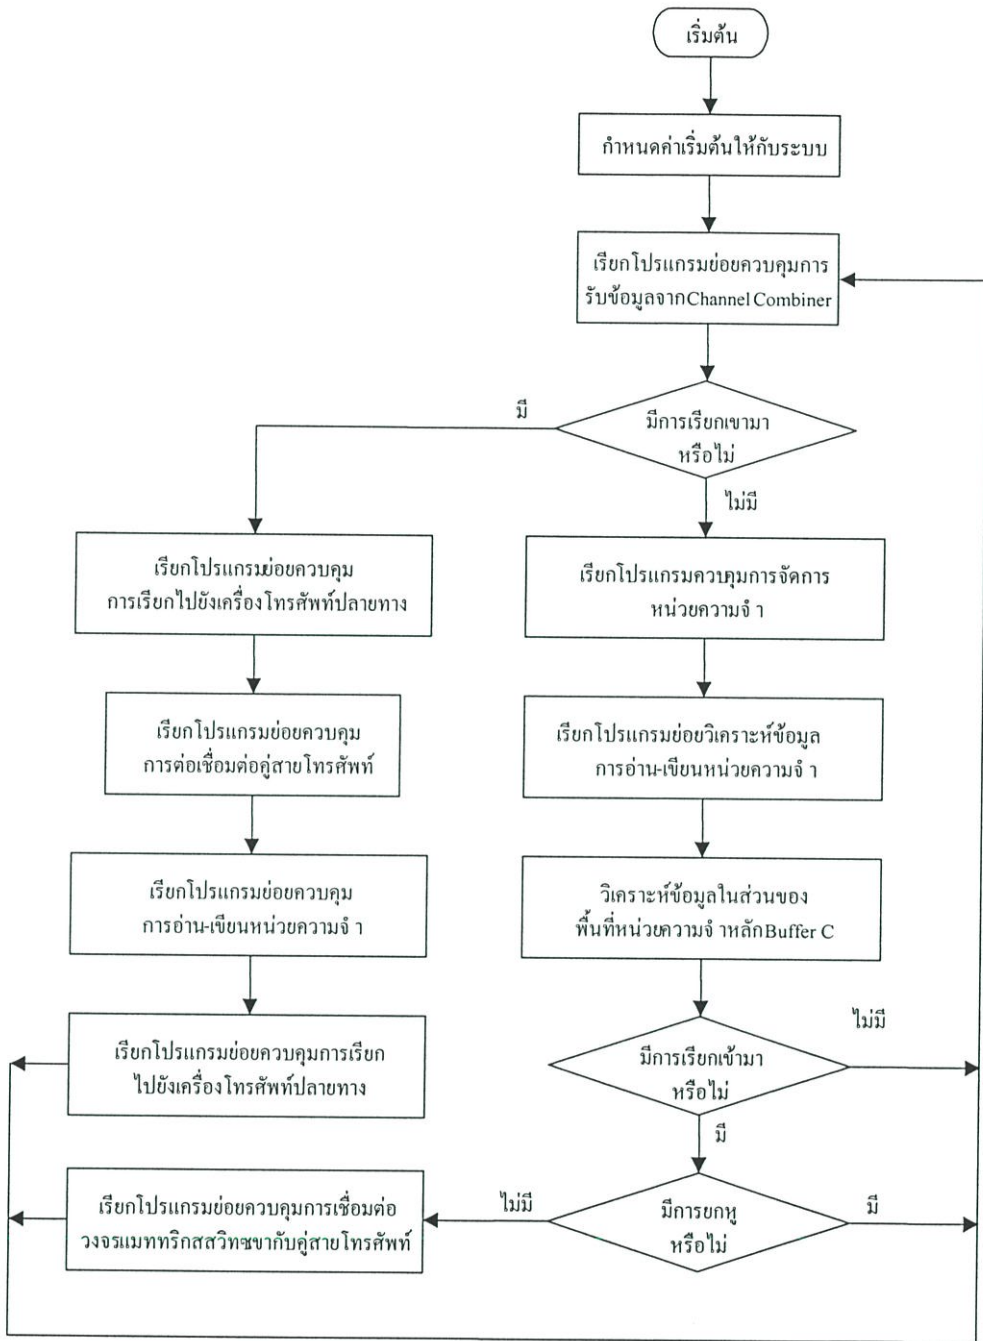 เริ่มต้น
กำหนดค่าเริ่มต้นให้กับระบบ
เรียกโปรแกรมย่อยควบคุมการ
รับข้อมูลจากChannel Combiner
มี
มีการเรียกเขามา
หรือไม่
ไม่มี
เรียกโปรแกรมย่อยควบคุม
การเรียกไปยังเครื่องโทรศัพท์ปลายทาง
เรียกโปรแกรมควบคุมการจัดการ
หน่วยความจำ
เรียกโปรแกรมย่อยควบคุม
การต่อเชื่อมต่อคู่สายโทรศัพท์
เรียกโปรแกรมย่อยวิเคราะห์ข้อมูล
การอ่าน-เขียนหน่วยความจำ
เรียกโปรแกรมย่อยควบคุม
การอ่าน-เขียนหน่วยความจำ
วิเคราะห์ข้อมูลในส่วนของ
พื้นที่หน่วยความจำหลักBuffer C
เรียกโปรแกรมย่อยควบคุมการเรียก
ไปยังเครื่องโทรศัพท์ปลายทาง
มีการเรียกเข้ามา
หรือไม่
ไม่มี
มี
เรียกโปรแกรมย่อยควบคุมการเชื่อมต่อ
วงจรแมททริกสสวิทชขากับคู่สายโทรศัพท์
ไม่มี
มีการยกหู
หรือไม่
มี